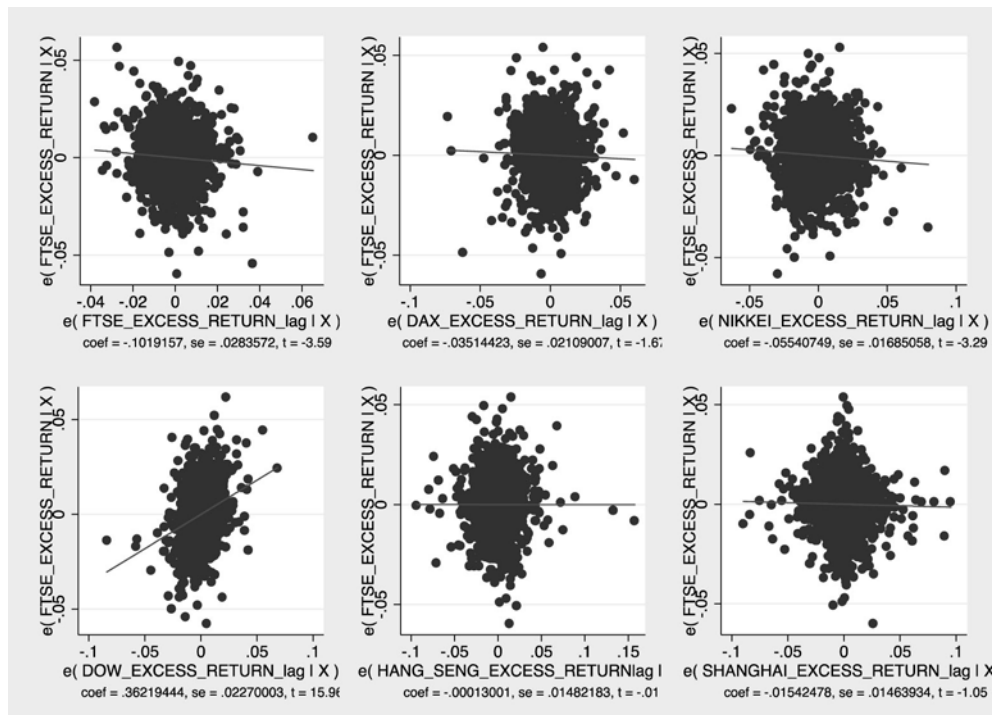 e( FTSE_EXCESS_RETURN | X )
.05
0
-.05
-.04 -.02 0 .02 .04 .06
e( FTSE_EXCESS_RETURN_lag | X )
coef = -.1019157, se = .0283572, t = -3.59
e( FTSE_EXCESS_RETURN | X )
.05
0
-.05
-.1 -.05 0 .05
e( DAX_EXCESS_RETURN_lag | X )
coef = -.03514423, se = .02109007, t = -1.67
e( FTSE_EXCESS_RETURN | X )
.05
0
-.05
-.05 0 .05 .1
e( NIKKEI_EXCESS_RETURN_lag | X )
coef = -.05540749, se = .01685058, t = -3.29
e( FTSE_EXCESS_RETURN | X )
.05
0
-.05
-.1 -.05 0 .05 .1
e( DOW_EXCESS_RETURN_lag | X )
coef = .36219444, se = .02270003, t = 15.96
e( FTSE_EXCESS_RETURN | X )
.05
0
-.05
-.1 -.05 0 .05 .1 .15
e( HANG_SENG_EXCESS_RETURNlag |
coef = -.00013001, se = .01482183, t = -.01
e( FTSE_EXCESS_RETURN | X )
.05
0
-.05
-.1 -.05 0 .05 .1
e( SHANGHAI_EXCESS_RETURN_lag | X
coef = -.01542478, se = .01463934, t = -1.05